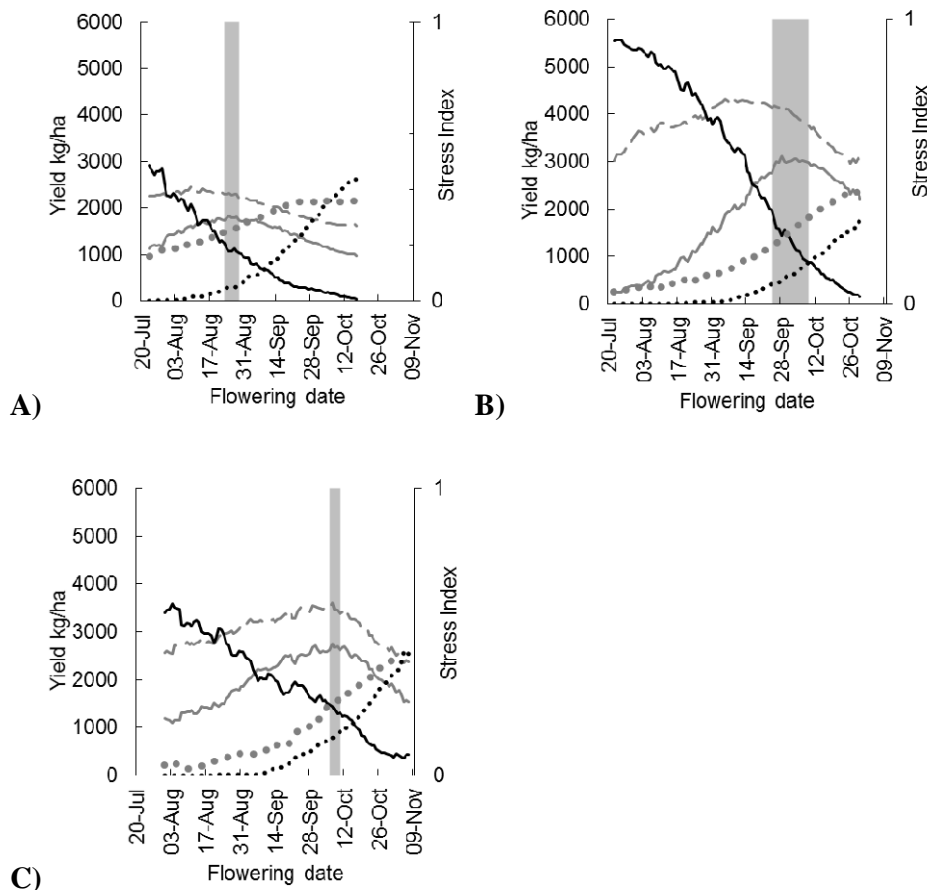 6000
5000
4000
3000
2000
1000
0
Yield kg/ha
1
0
Stress Index
20-Jul
03-Aug
17-Aug
31-Aug
14-Sep
28-Sep
12-Oct
26-Oct
09-Nov
Flowering date
A)
6000
5000
4000
3000
2000
1000
0
Yield kg/ha
1
0
Stress Index
20-Jul
03-Aug
17-Aug
31-Aug
14-Sep
28-Sep
12-Oct
26-Oct
09-Nov
Flowering date
B)
6000
5000
4000
3000
2000
1000
0
Yield kg/ha
1
0
Stress Index
20-Jul
03-Aug
17-Aug
31-Aug
14-Sep
28-Sep
12-Oct
26-Oct
09-Nov
Flowering date
C)